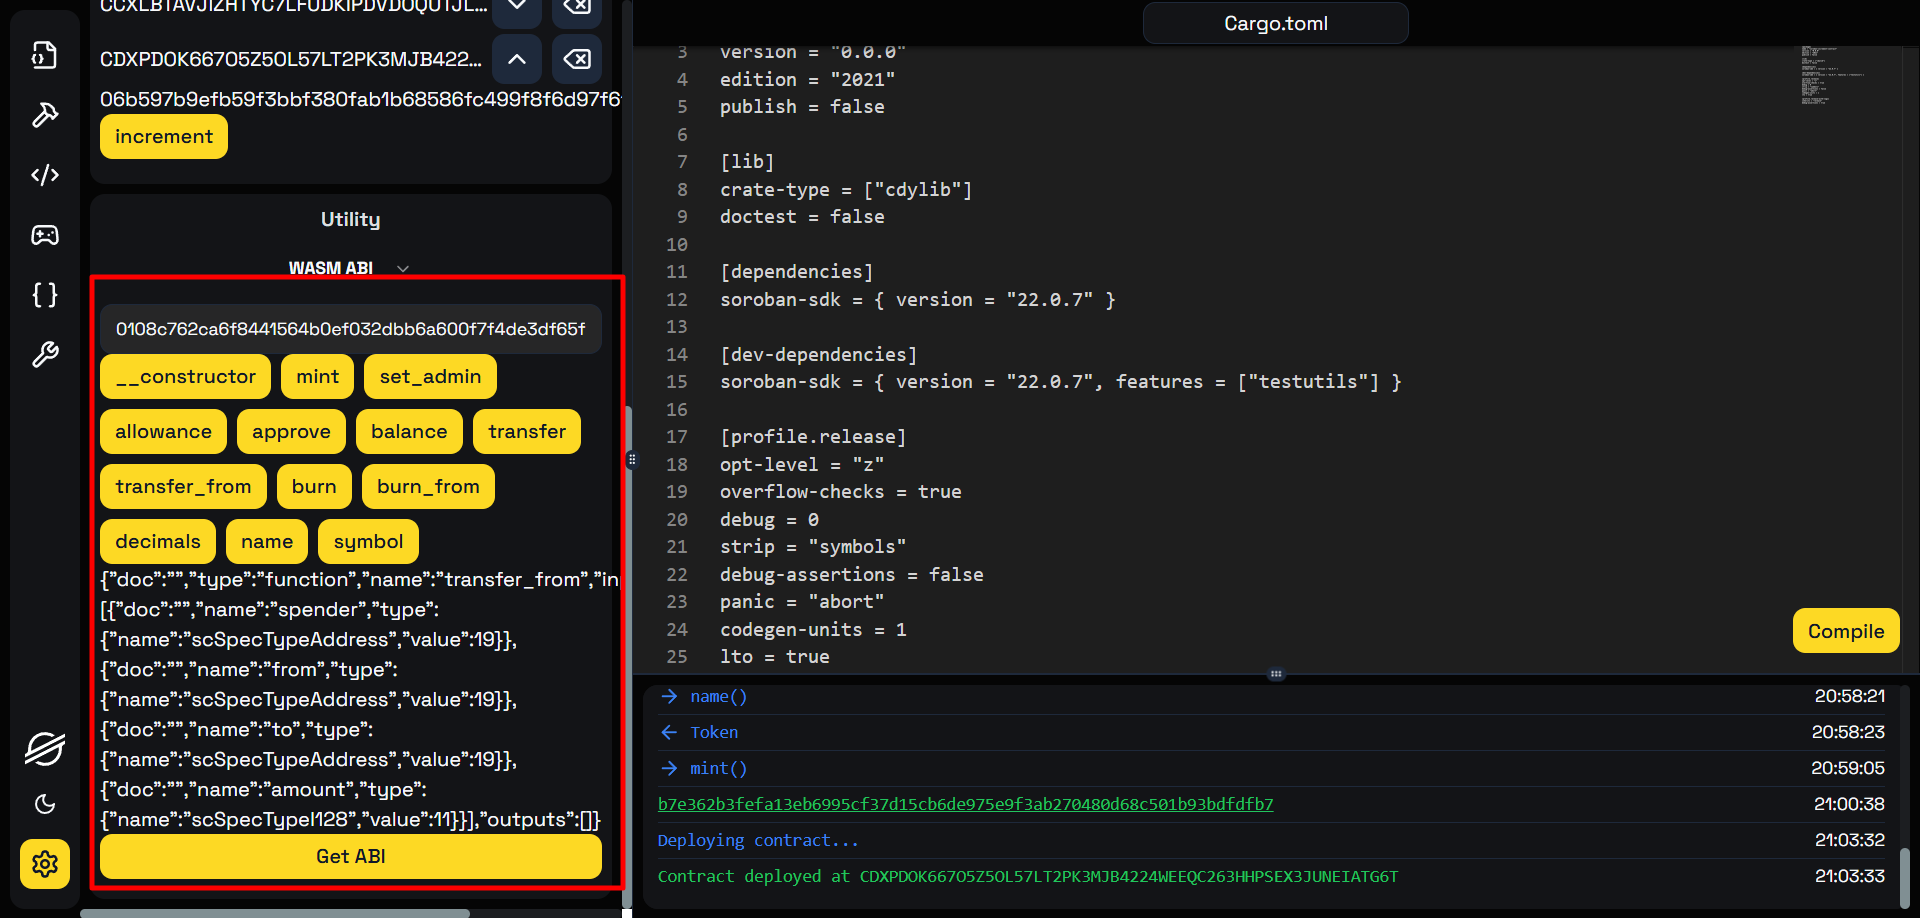 CDXPDOK667O5Z5OL57LT2PK3MJB422...
06b597b9efb59f3bbf380fab1b68586fc499f8f6d97f6
increment
Utility
WASM ABI
0108c762ca6f8441564b0ef032dbb6a600f7f4de3df65f
__constructor mint set_admin
allowance approve balance transfer
transfer_from burn burn_from
decimals name symbol
{"doc":"","type":"function","name":"transfer_from","in
[{"doc":"","name":"spender","type":
{"name":"scSpecTypeAddress","value":19}},
{"doc":"","name":"from","type":
{"name":"scSpecTypeAddress","value":19}},
{"doc":"","name":"to","type":
{"name":"scSpecTypeAddress","value":19}},
{"doc":"","name":"amount","type":
{"name":"scSpecTypeI128","value":11}}],"outputs":[]}
Get ABI
Cargo.toml
3 version = "0.0.0"
4 edition = "2021"
5 publish = false
6
7 [lib]
8 crate-type = ["cdylib"]
9 doctest = false
10
11 [dependencies]
12 soroban-sdk = { version = "22.0.7" }
13
14 [dev-dependencies]
15 soroban-sdk = { version = "22.0.7", features = ["testutils"] }
16
17 [profile.release]
18 opt-level = "z"
19 overflow-checks = true
20 debug = 0
21 strip = "symbols"
22 debug-assertions = false
23 panic = "abort"
24 codegen-units = 1
25 lto = true
Compile
→ name() 20:58:21
← Token 20:58:23
→ mint() 20:59:05
b7e362b3fefa13eb6995cf37d15cb6de975e9f3ab270480d68c501b93bdfdfb7 21:00:38
Deploying contract... 21:03:32
Contract deployed at CDXPDOK667O5Z5OL57LT2PK3MJB4224WEEQC263HHPSEX3JUNEIATG6T 21:03:33